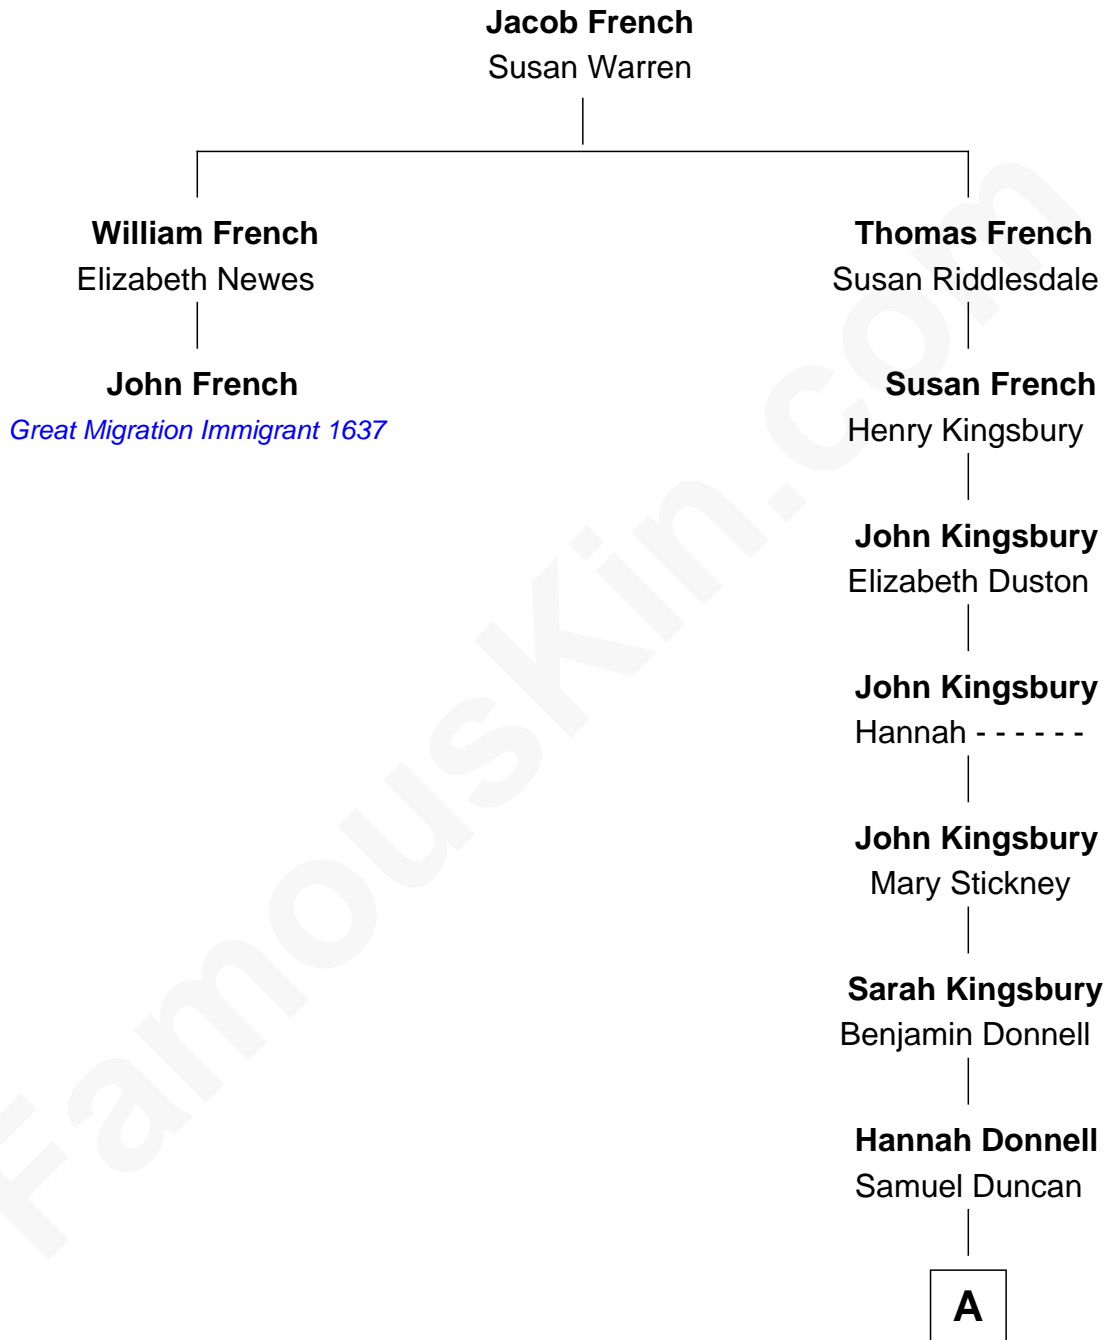 Jacob French
Susan Warren
William French
Elizabeth Newes
Thomas French
Susan Riddlesdale
John French
Great Migration Immigrant 1637
Susan French
Henry Kingsbury
John Kingsbury
Elizabeth Duston
John Kingsbury
Hannah - - - - - -
John Kingsbury
Mary Stickney
Sarah Kingsbury
Benjamin Donnell
Hannah Donnell
Samuel Duncan
A
FamousKin.com